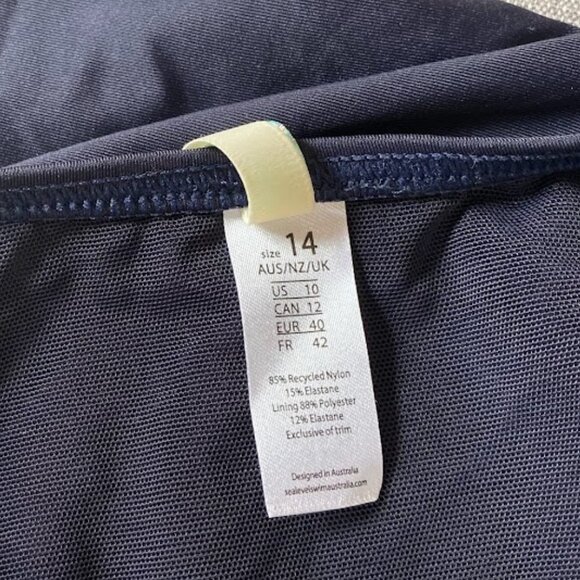 size 14
AUS/NZ/UK
US 10
CAN 12
EUR 40
FR 42
85% Recycled Nylon
15% Elastane
Lining 88% Polyester
12% Elastane
Exclusive of trim
Designed in Australia
sealevelswimaustralia.com